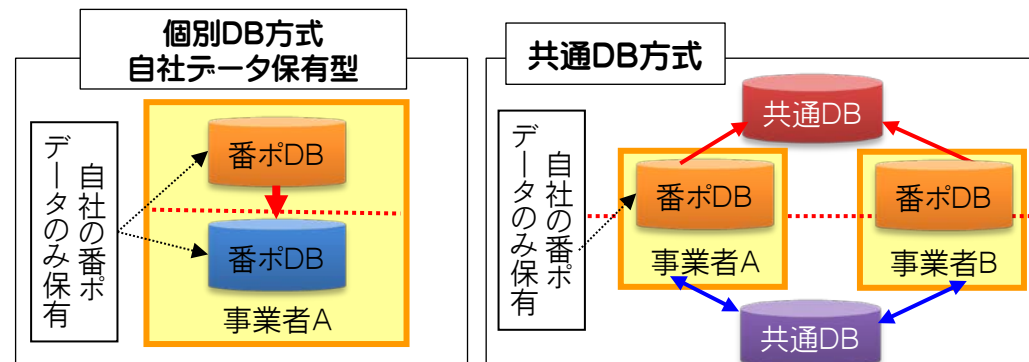 個別DB方式
自社データ保有型
自社の番ポ
データのみ保有
番ポDB
番ポDB
事業者A
共通DB方式
自社の番ポ
データのみ保有
共通DB
番ポDB
事業者A
番ポDB
事業者B
共通DB